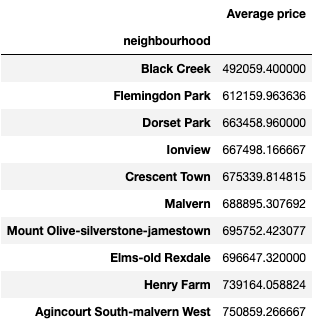 Average price
neighbourhood
Black Creek 492059.400000
Flemingdon Park 612159.963636
Dorset Park 663458.960000
Ionview 667498.166667
Crescent Town 675339.814815
Malvern 688895.307692
Mount Olive-silverstone-jamestown 695752.423077
Elms-old Rexdale 696647.320000
Henry Farm 739164.058824
Agincourt South-malvern West 750859.266667